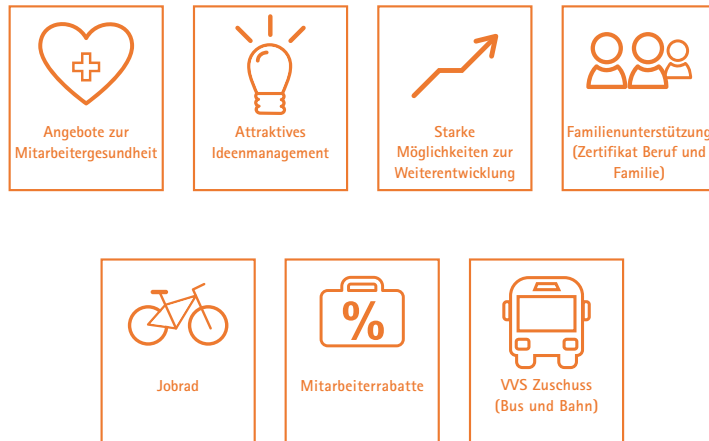 Angebote zur
Mitarbeitergesundheit
Attraktives
Ideenmanagement
Starke
Möglichkeiten zur
Weiterentwicklung
Familienunterstützung
(Zertifikat Beruf und
Familie)
Jobrad
%
Mitarbeiterrabatte
VVS Zuschuss
(Bus und Bahn)